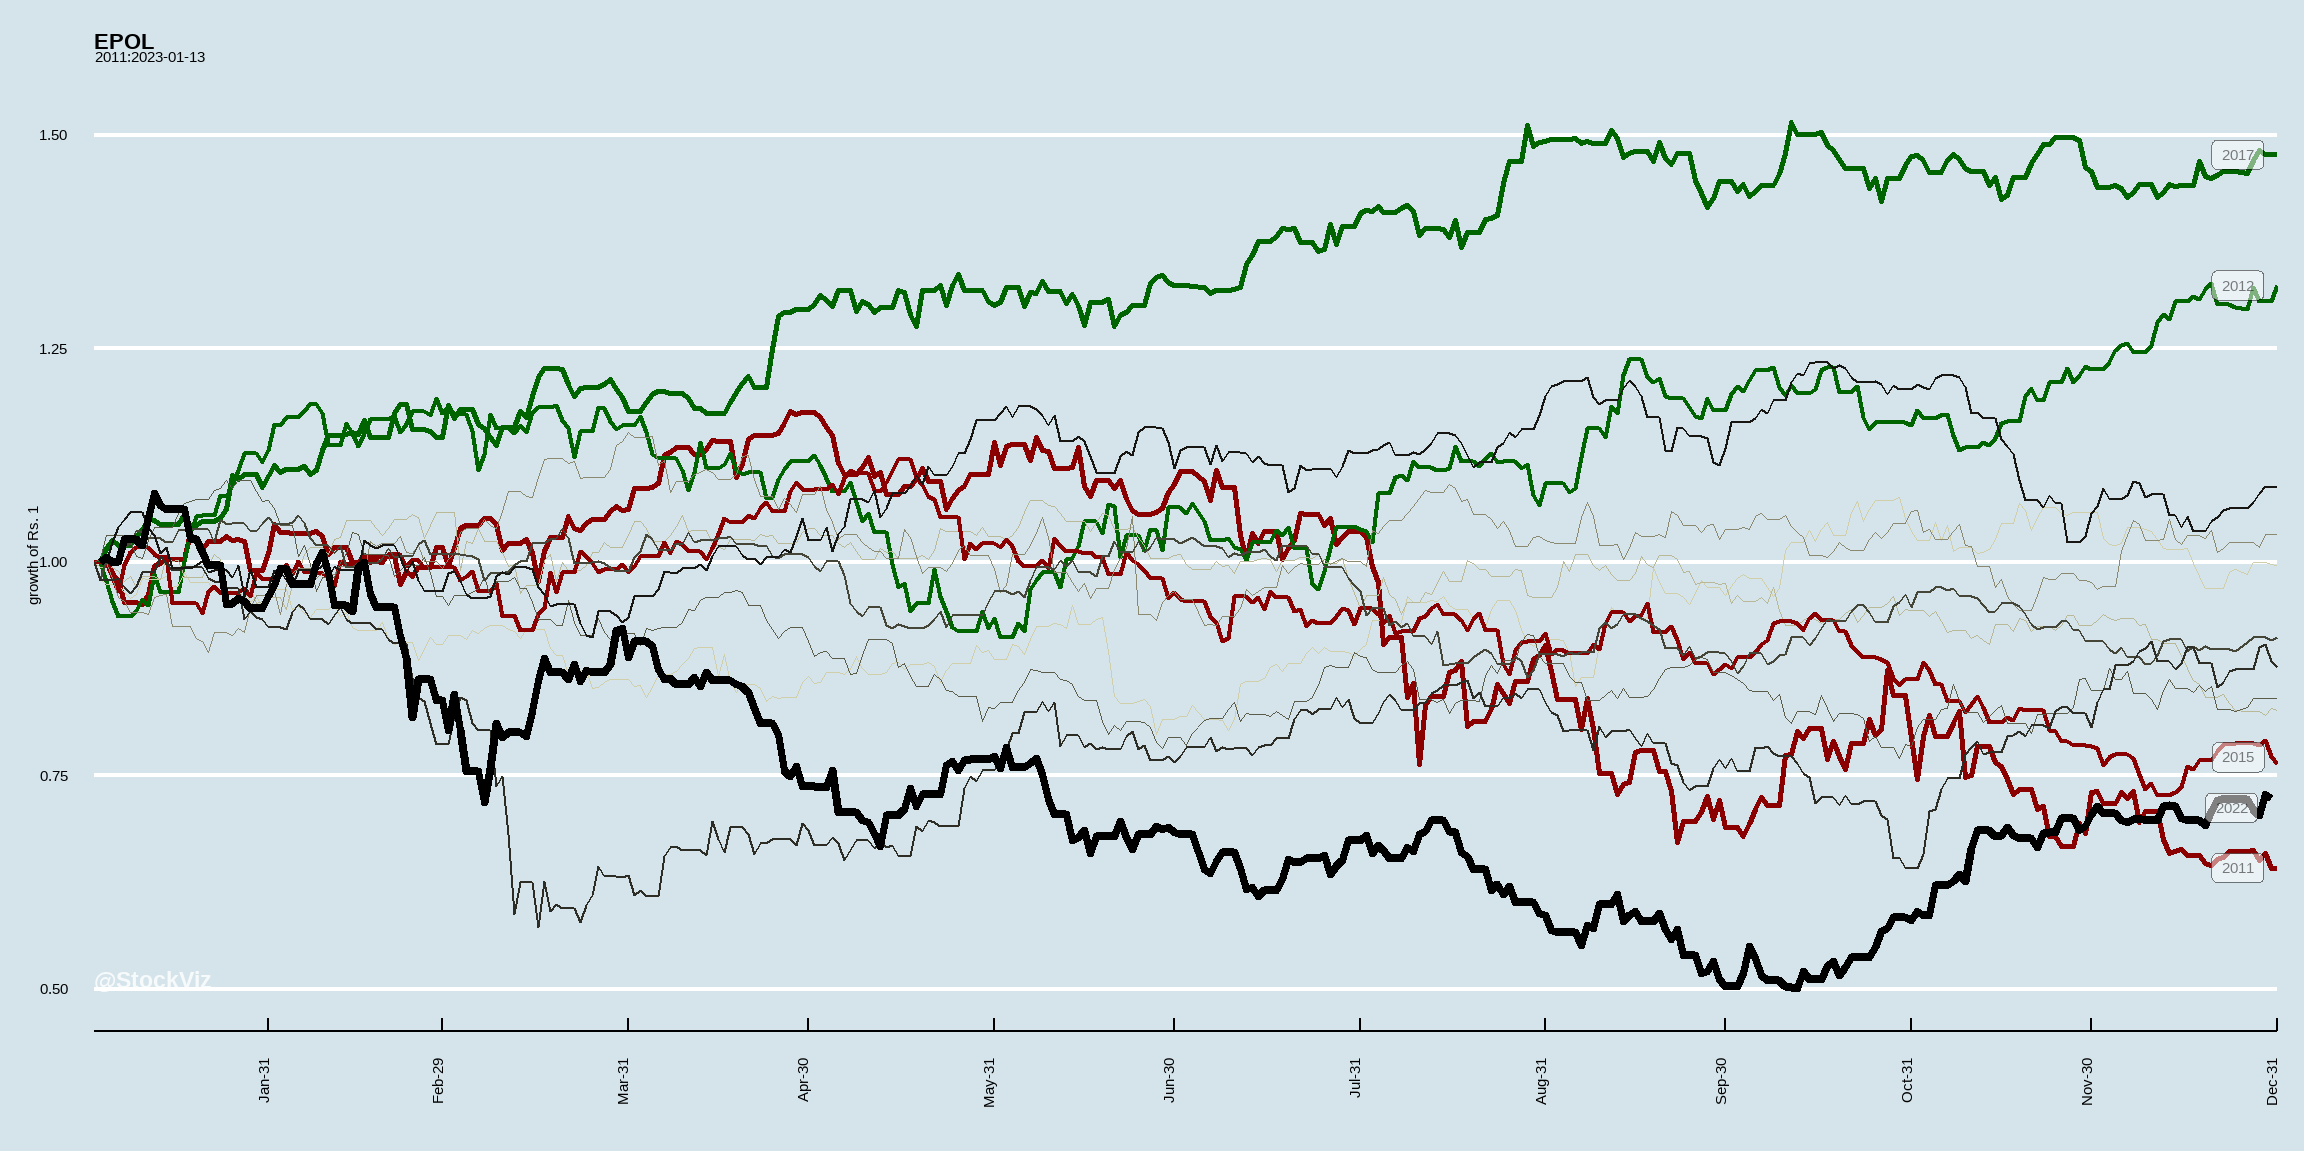 EPOL
2011:2023-01-13
1.50
1.25
1.00
0.75
0.50
growth of Rs. 1
2017
2012
2015
2022
2011
@StockViz
Jan-31
Feb-29
Mar-31
Apr-30
May-31
Jun-30
Jul-31
Aug-31
Sep-30
Oct-31
Nov-30
Dec-31